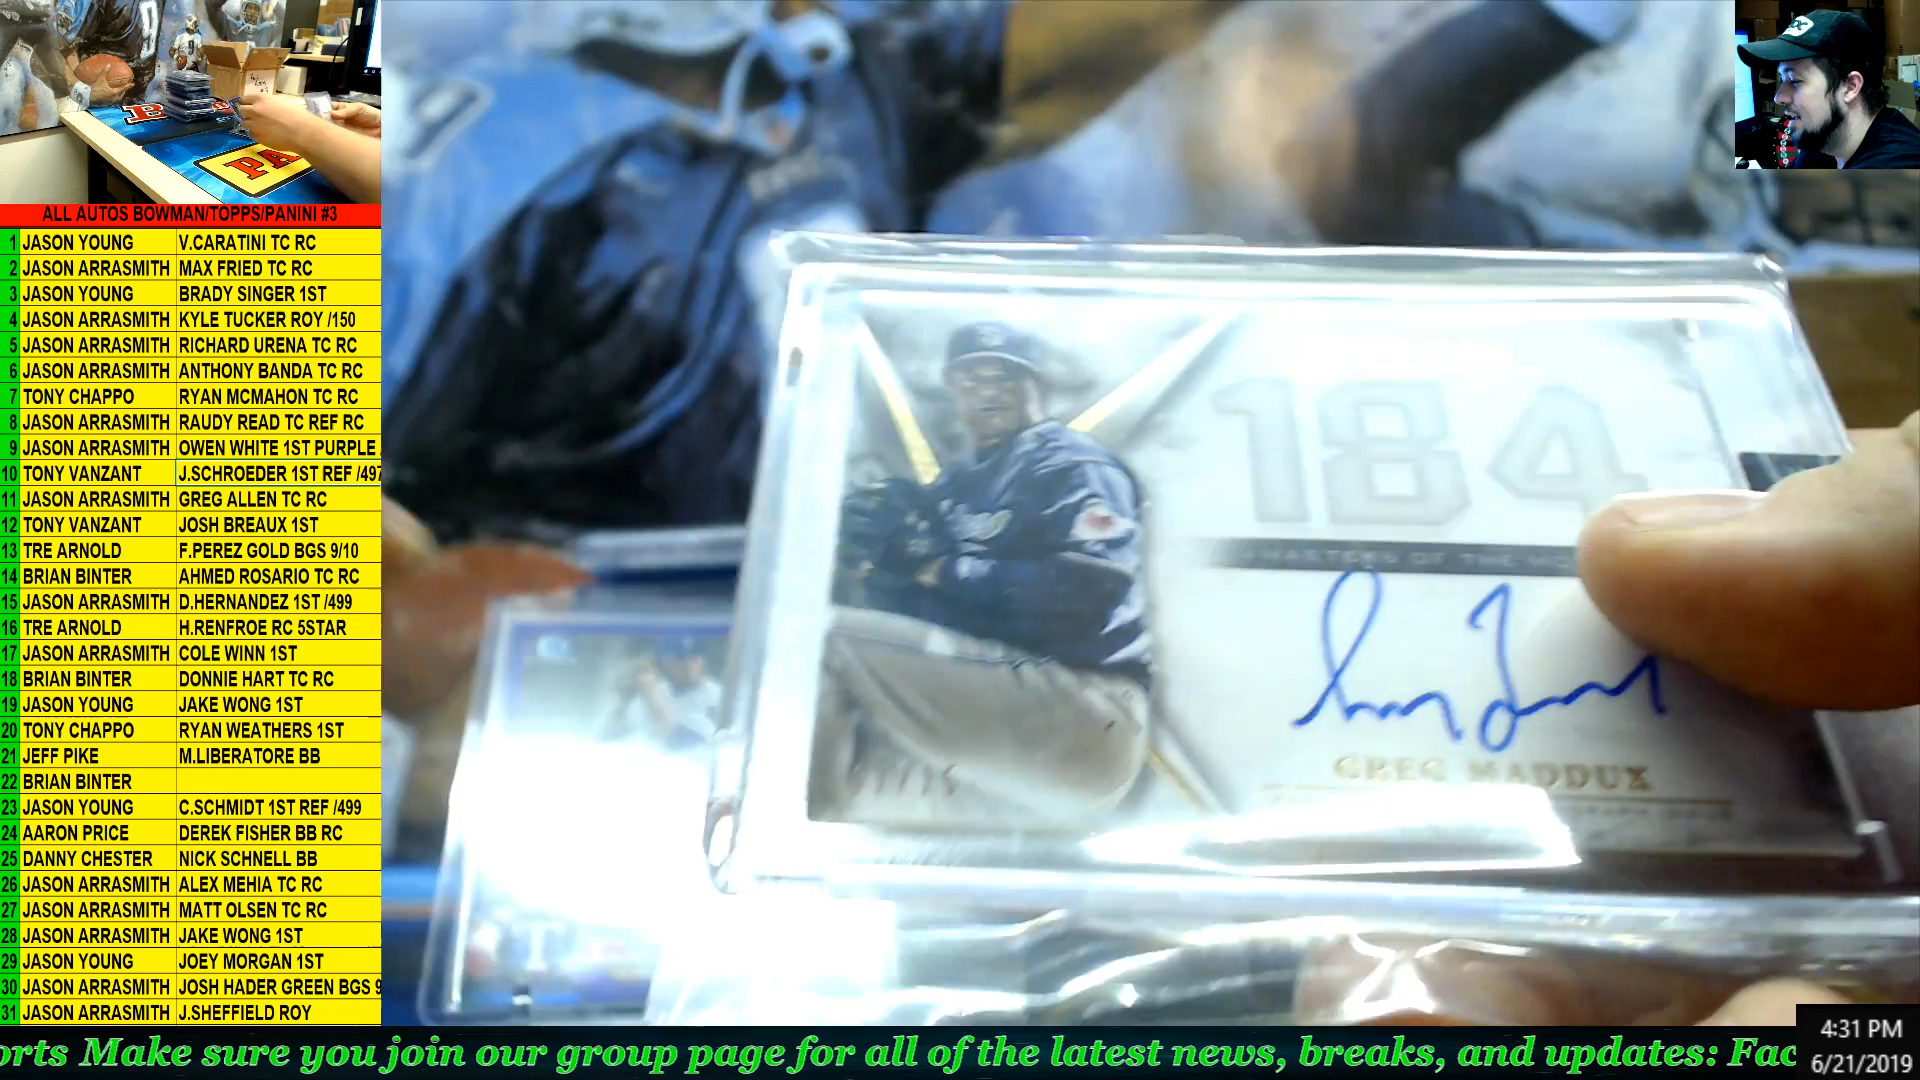 ALL AUTOS BOWMAN/TOPPS/PANINI #3
1 JASON YOUNG V.CARATINI TC RC
2 JASON ARRASMITH MAX FRIED TC RC
3 JASON YOUNG BRADY SINGER 1ST
4 JASON ARRASMITH KYLE TUCKER ROY /150
5 JASON ARRASMITH RICHARD URENA TC RC
6 JASON ARRASMITH ANTHONY BANDA TC RC
7 TONY CHAPPO RYAN MCMAHON TC RC
8 JASON ARRASMITH RAUDY READ TC REF RC
9 JASON ARRASMITH OWEN WHITE 1ST PURPLE
10 TONY VANZANT J.SCHROEDER 1ST REF /497
11 JASON ARRASMITH GREG ALLEN TC RC
12 TONY VANZANT JOSH BREAUX 1ST
13 TRE ARNOLD F.PEREZ GOLD BGS 9/10
14 BRIAN BINTER AHMED ROSARIO TC RC
15 JASON ARRASMITH D.HERNANDEZ 1ST /499
16 TRE ARNOLD H.RENFROE RC 5STAR
17 JASON ARRASMITH COLE WINN 1ST
18 BRIAN BINTER DONNIE HART TC RC
19 JASON YOUNG JAKE WONG 1ST
20 TONY CHAPPO RYAN WEATHERS 1ST
21 JEFF PIKE M.LIBERATORE BB
22 BRIAN BINTER
23 JASON YOUNG C.SCHMIDT 1ST REF /499
24 AARON PRICE DEREK FISHER BB RC
25 DANNY CHESTER NICK SCHNELL BB
26 JASON ARRASMITH ALEX MEHIA TC RC
27 JASON ARRASMITH MATT OLSEN TC RC
28 JASON ARRASMITH JAKE WONG 1ST
29 JASON YOUNG JOEY MORGAN 1ST
30 JASON ARRASMITH JOSH HADER GREEN BGS 9
31 JASON ARRASMITH J.SHEFFIELD ROY
184
MASTERS OF THE
GREG MADDUX
PA
orts Make sure you join our group page for all of the latest news, breaks, and updates: Fac
4:31 PM
6/21/2019